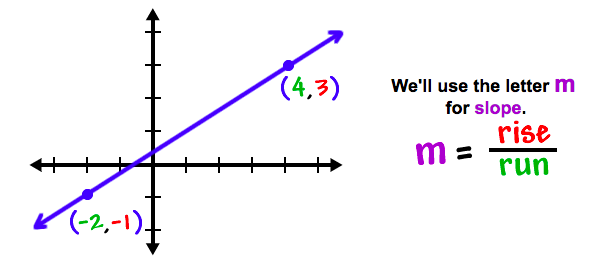 (4,3)
(-2,-1)
We'll use the letter m
for slope.
m = rise
run